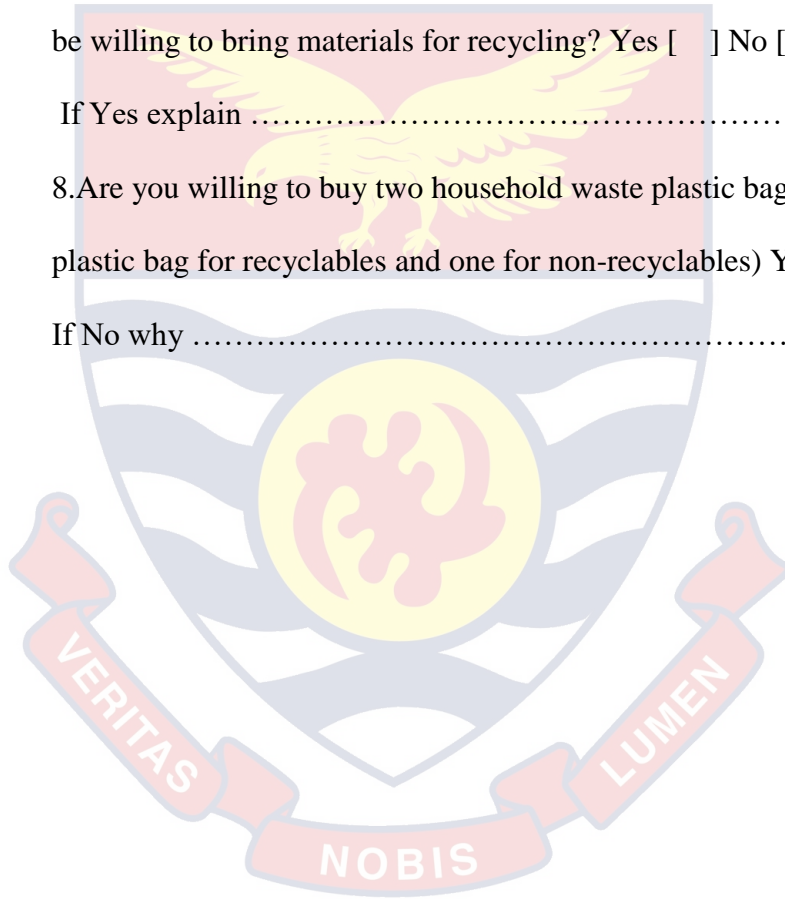 be willing to bring materials for recycling? Yes [    ] No [
If Yes explain ……………………………………………
8.Are you willing to buy two household waste plastic bag
plastic bag for recyclables and one for non-recyclables) Y
If No why …………………………………………………
VERITAS
NOBIS
LUMEN